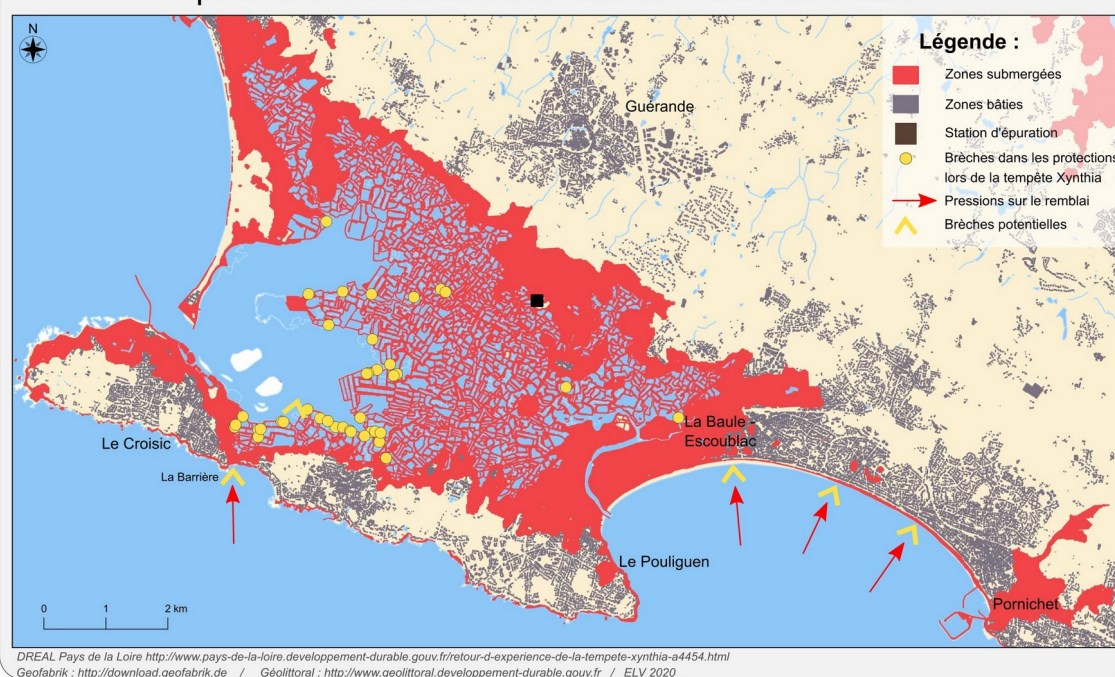 N
Légende :
Zones submergées
Zones bâties
Station d'épuration
Brèches dans les protections
lors de la tempête Xynthia
Pressions sur le remblai
Brèches potentielles
Guérande
La Baule -
Escoublac
Le Croisic
La Barrière
Le Pouliguen
Pornichet
0 1 2 km
DREAL Pays de la Loire http://www.pays-de-la-loire.developpement-durable.gouv.fr/retour-d-experience-de-la-tempete-xynthia-a4454.html
Geofabrik : http://download.geofabrik.de / Géolittoral : http://www.geolittoral.developpement-durable.gouv.fr / ELV 2020